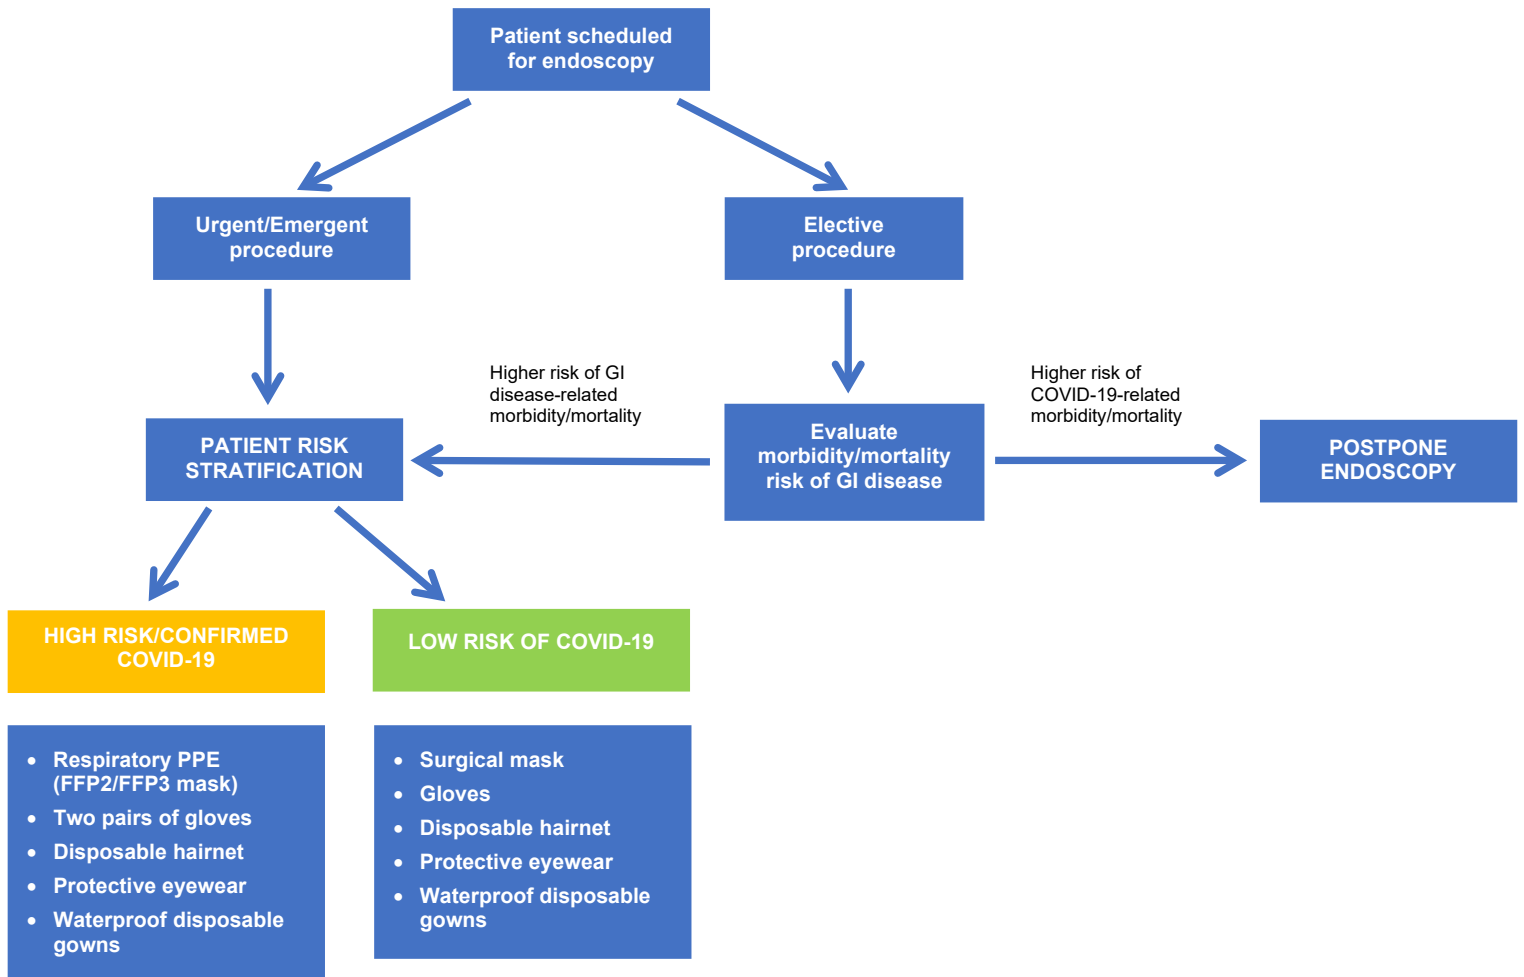 Patient scheduled
for endoscopy
Urgent/Emergent
procedure
Elective
procedure
Higher risk of GI
disease-related
morbidity/mortality
Higher risk of
COVID-19-related
morbidity/mortality
PATIENT RISK
STRATIFICATION
Evaluate
morbidity/mortality
risk of GI disease
POSTPONE
ENDOSCOPY
HIGH RISK/CONFIRMED
COVID-19
LOW RISK OF COVID-19
• Respiratory PPE
(FFP2/FFP3 mask)
• Two pairs of gloves
• Disposable hairnet
• Protective eyewear
• Waterproof disposable
gowns
• Surgical mask
• Gloves
• Disposable hairnet
• Protective eyewear
• Waterproof disposable
gowns